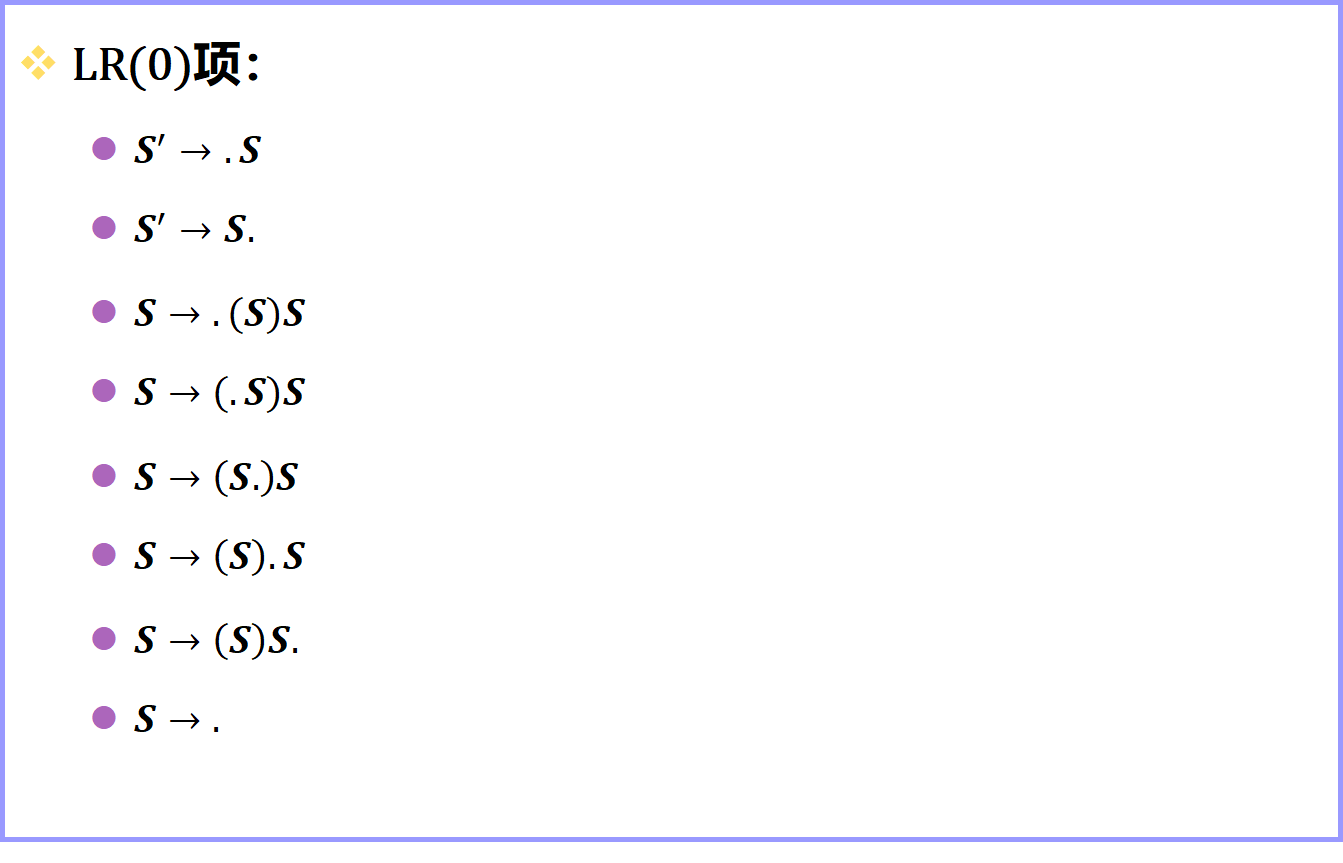 LR(0)项：
S′ → . S
S′ → S.
S → . (S)S
S → (. S)S
S → (S.)S
S → (S). S
S → (S)S.
S → .